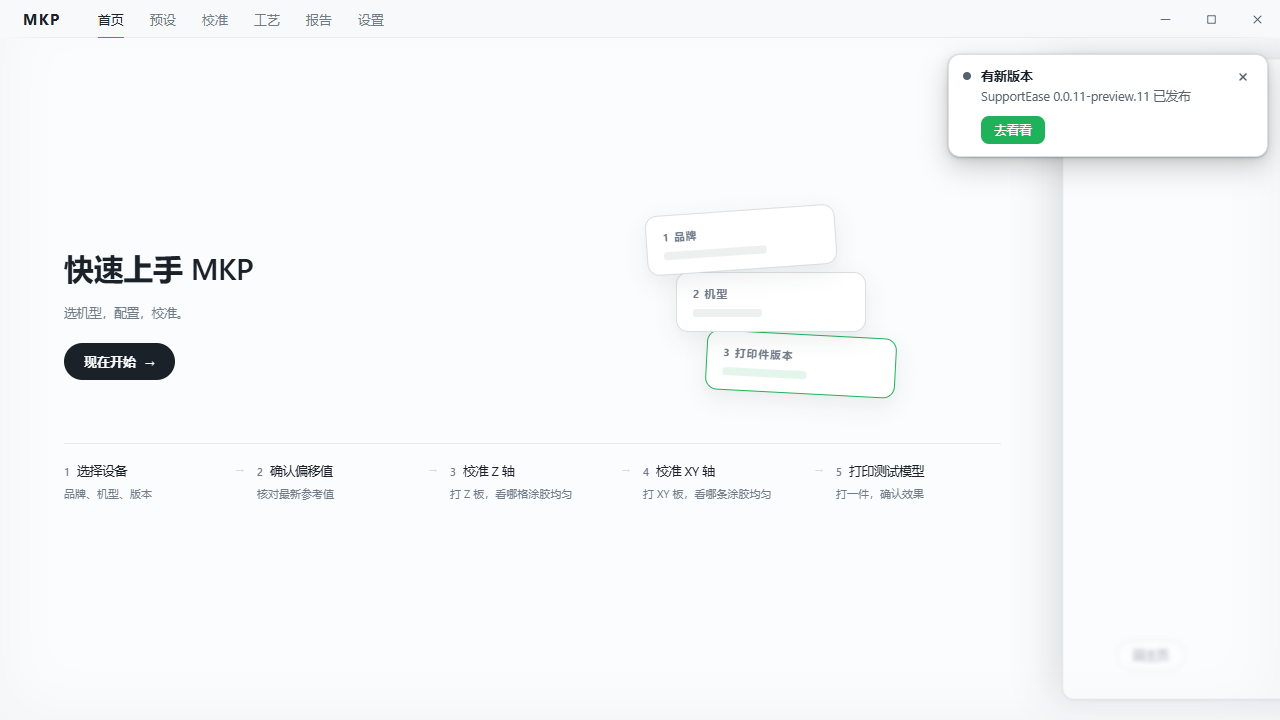 MKP 首页 预设 校准 工艺 报告 设置
有新版本
SupportEase 0.0.11-preview.11 已发布
去看看
快速上手 MKP
选机型，配置，校准。
现在开始 →
1 品牌
2 机型
3 打印件版本
1 选择设备
品牌、机型、版本
→
2 确认偏移值
核对最新参考值
→
3 校准 Z 轴
打 Z 板，看哪格涂胶均匀
→
4 校准 XY 轴
打 XY 板，看哪条涂胶均匀
→
5 打印测试模型
打一件，确认效果